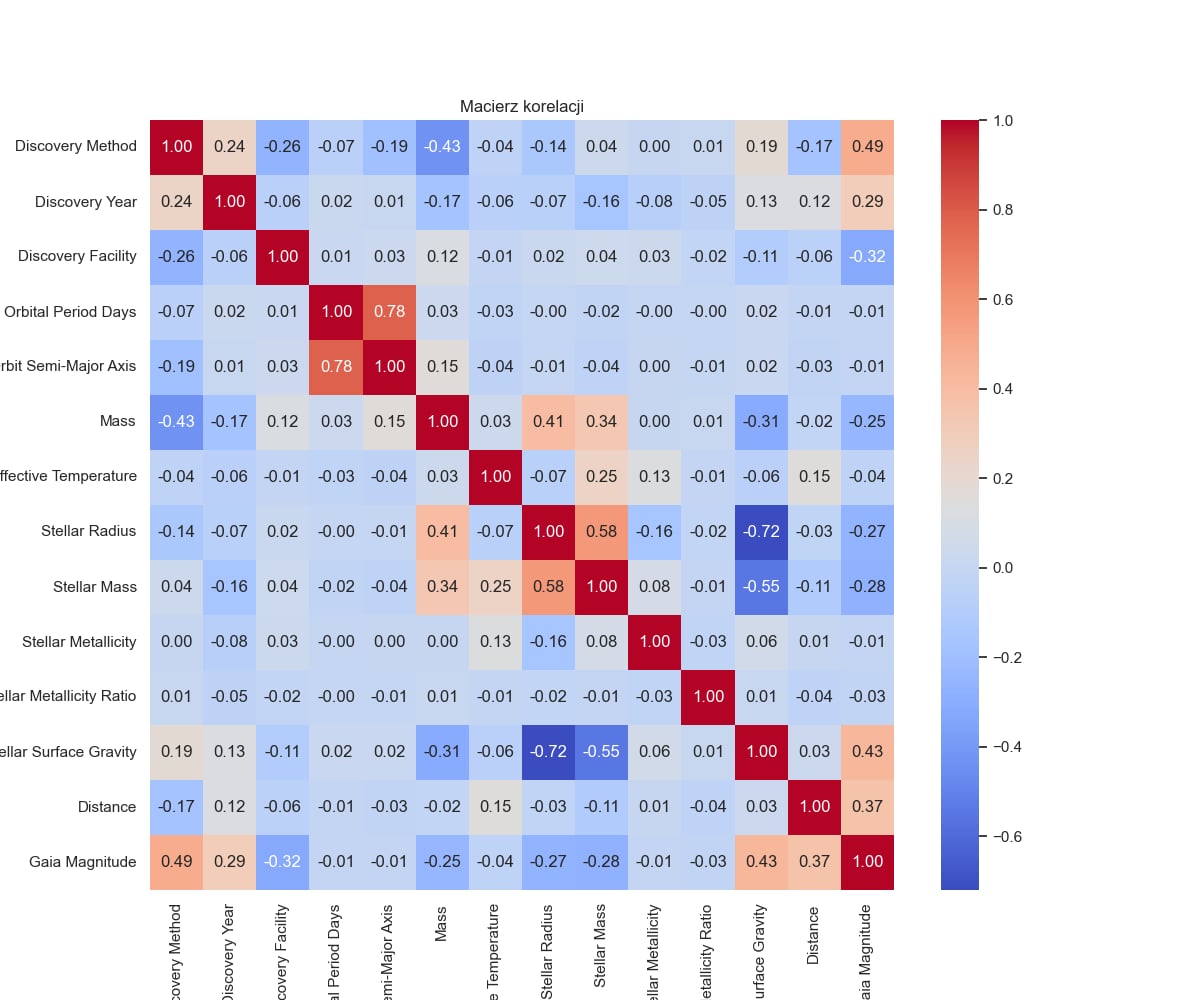 Macierz korelacji
Discovery Method 1.00 0.24 -0.26 -0.07 -0.19 -0.43 -0.04 -0.14 0.04 0.00 0.01 0.19 -0.17 0.49
Discovery Year 0.24 1.00 -0.06 0.02 0.01 -0.17 -0.06 -0.07 -0.16 -0.08 -0.05 0.13 0.12 0.29
Discovery Facility -0.26 -0.06 1.00 0.01 0.03 0.12 -0.01 0.02 0.04 0.03 -0.02 -0.11 -0.06 -0.32
Orbital Period Days -0.07 0.02 0.01 1.00 0.78 0.03 -0.03 -0.00 -0.02 -0.00 -0.00 0.02 -0.01 -0.01
rbit Semi-Major Axis -0.19 0.01 0.03 0.78 1.00 0.15 -0.04 -0.01 -0.04 0.00 -0.01 0.02 -0.03 -0.01
Mass -0.43 -0.17 0.12 0.03 0.15 1.00 0.03 0.41 0.34 0.00 0.01 -0.31 -0.02 -0.25
ffective Temperature -0.04 -0.06 -0.01 -0.03 -0.04 0.03 1.00 -0.07 0.25 0.13 -0.01 -0.06 0.15 -0.04
Stellar Radius -0.14 -0.07 0.02 -0.00 -0.01 0.41 -0.07 1.00 0.58 -0.16 -0.02 -0.72 -0.03 -0.27
Stellar Mass 0.04 -0.16 0.04 -0.02 -0.04 0.34 0.25 0.58 1.00 0.08 -0.01 -0.55 -0.11 -0.28
Stellar Metallicity 0.00 -0.08 0.03 -0.00 0.00 0.00 0.13 -0.16 0.08 1.00 -0.03 0.06 0.01 -0.01
ellar Metallicity Ratio 0.01 -0.05 -0.02 -0.00 -0.01 0.01 -0.01 -0.02 -0.01 -0.03 1.00 0.01 -0.04 -0.03
ellar Surface Gravity 0.19 0.13 -0.11 0.02 0.02 -0.31 -0.06 -0.72 -0.55 0.06 0.01 1.00 0.03 0.43
Distance -0.17 0.12 -0.06 -0.01 -0.03 -0.02 0.15 -0.03 -0.11 0.01 -0.04 0.03 1.00 0.37
Gaia Magnitude 0.49 0.29 -0.32 -0.01 -0.01 -0.25 -0.04 -0.27 -0.28 -0.01 -0.03 0.43 0.37 1.00
covery Method
Discovery Year
covery Facility
al Period Days
emi-Major Axis
Mass
e Temperature
Stellar Radius
Stellar Mass
ellar Metallicity
etallicity Ratio
urface Gravity
Distance
aia Magnitude
1.0
0.8
0.6
0.4
0.2
0.0
−0.2
−0.4
−0.6